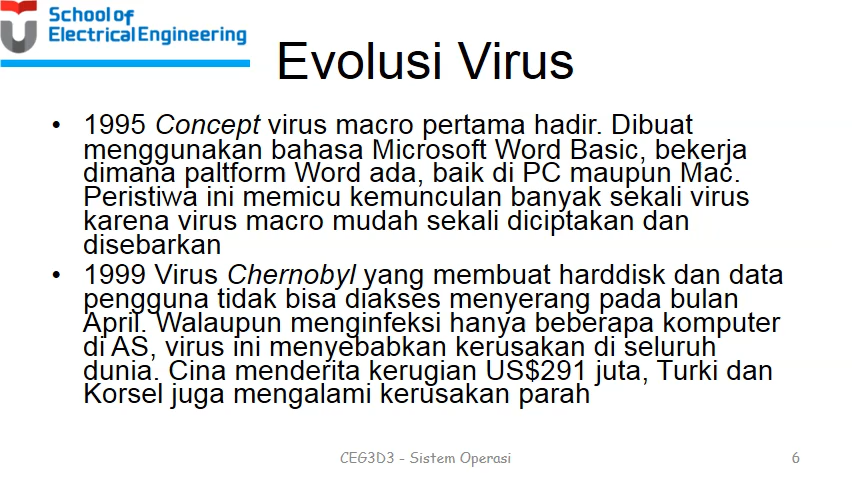 School of
Electrical Engineering
Evolusi Virus
• 1995 Concept virus macro pertama hadir. Dibuat
menggunakan bahasa Microsoft Word Basic, bekerja
dimana paltform Word ada, baik di PC maupun Mac.
Peristiwa ini memicu kemunculan banyak sekali virus
karena virus macro mudah sekali diciptakan dan
disebarkan
• 1999 Virus Chernobyl yang membuat harddisk dan data
pengguna tidak bisa diakses menyerang pada bulan
April. Walaupun menginfeksi hanya beberapa komputer
di AS, virus ini menyebabkan kerusakan di seluruh
dunia. Cina menderita kerugian US$291 juta, Turki dan
Korsel juga mengalami kerusakan parah
CEG3D3 - Sistem Operasi
6